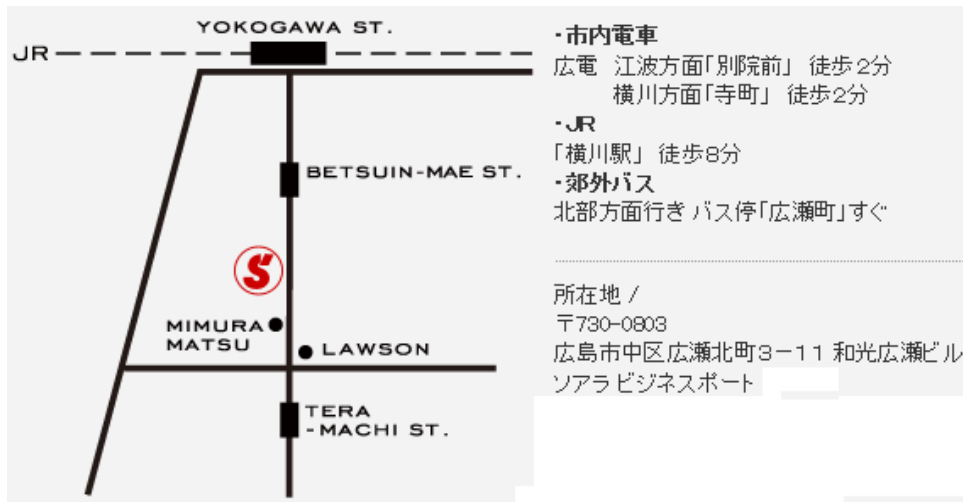 YOKOGAWA ST.
JR
BETSUIN-MAE ST.
S
MIMURA
MATSU
LAWSON
TERA
-MACHI ST.
・市内電車
広電 江波方面「別院前」 徒歩2分
横川方面「寺町」 徒歩2分
・JR
「横川駅」 徒歩8分
・郊外バス
北部方面行き バス停「広瀬町」すぐ
所在地 /
〒730-0803
広島市中区広瀬北町3－11 和光広瀬ビル
ソアラビジネスポート